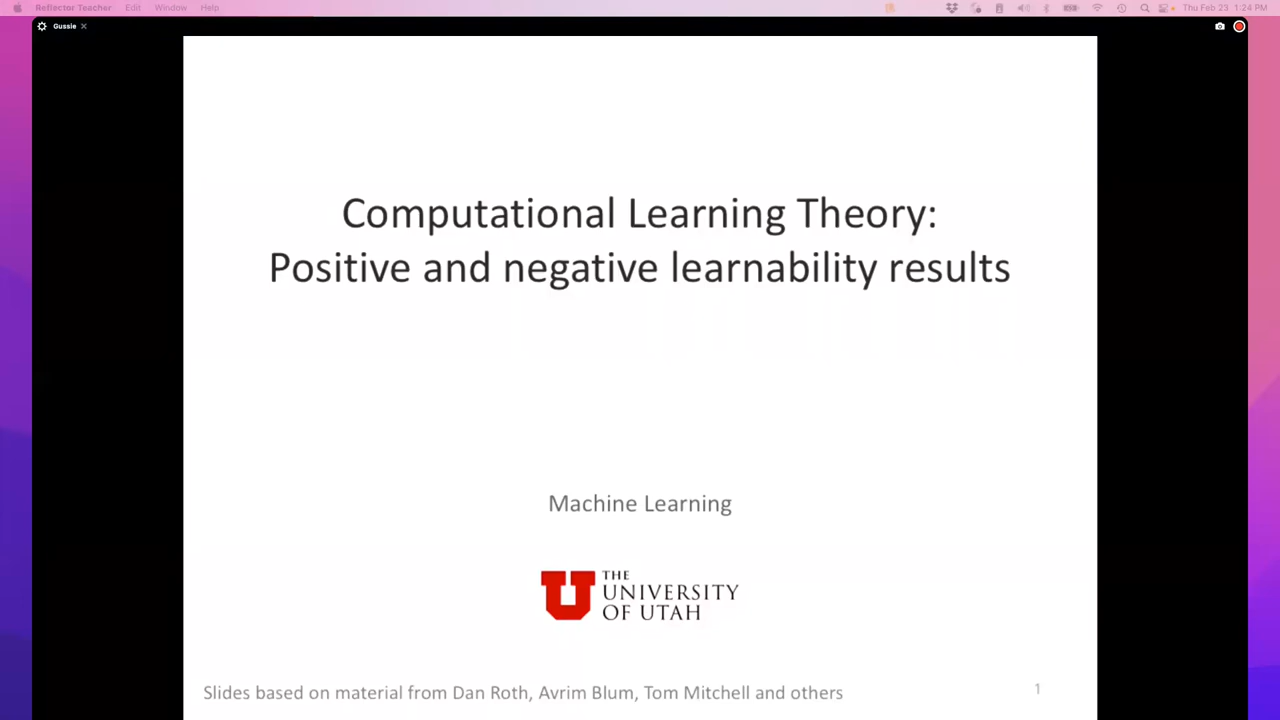 Reflector Teacher Edit Window Help Thu Feb 23 1:24 PM
Gussie
Computational Learning Theory:
Positive and negative learnability results
Machine Learning
THE
UNIVERSITY
OF UTAH
Slides based on material from Dan Roth, Avrim Blum, Tom Mitchell and others
1